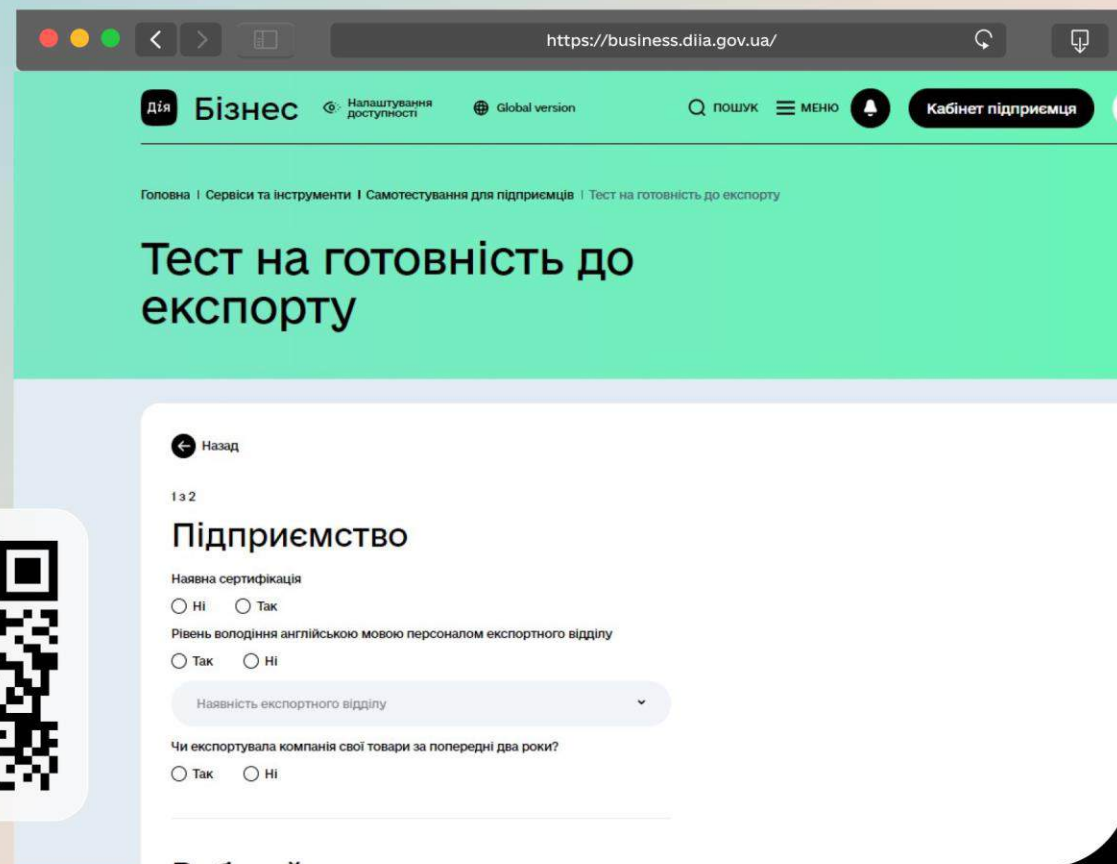 https://business.diia.gov.ua/
Дія Бізнес Налаштування доступності Global version ПОШУК МЕНЮ Кабінет підприємця
Головна | Сервіси та інструменти | Самотестування для підприємців | Тест на готовність до експорту
Тест на готовність до
експорту
Назад
1 з 2
Підприємство
Наявна сертифікація
Ні Так
Рівень володіння англійською мовою персоналом експортного відділу
Так Ні
Наявність експортного відділу
Чи експортувала компанія свої товари за попередні два роки?
Так Ні